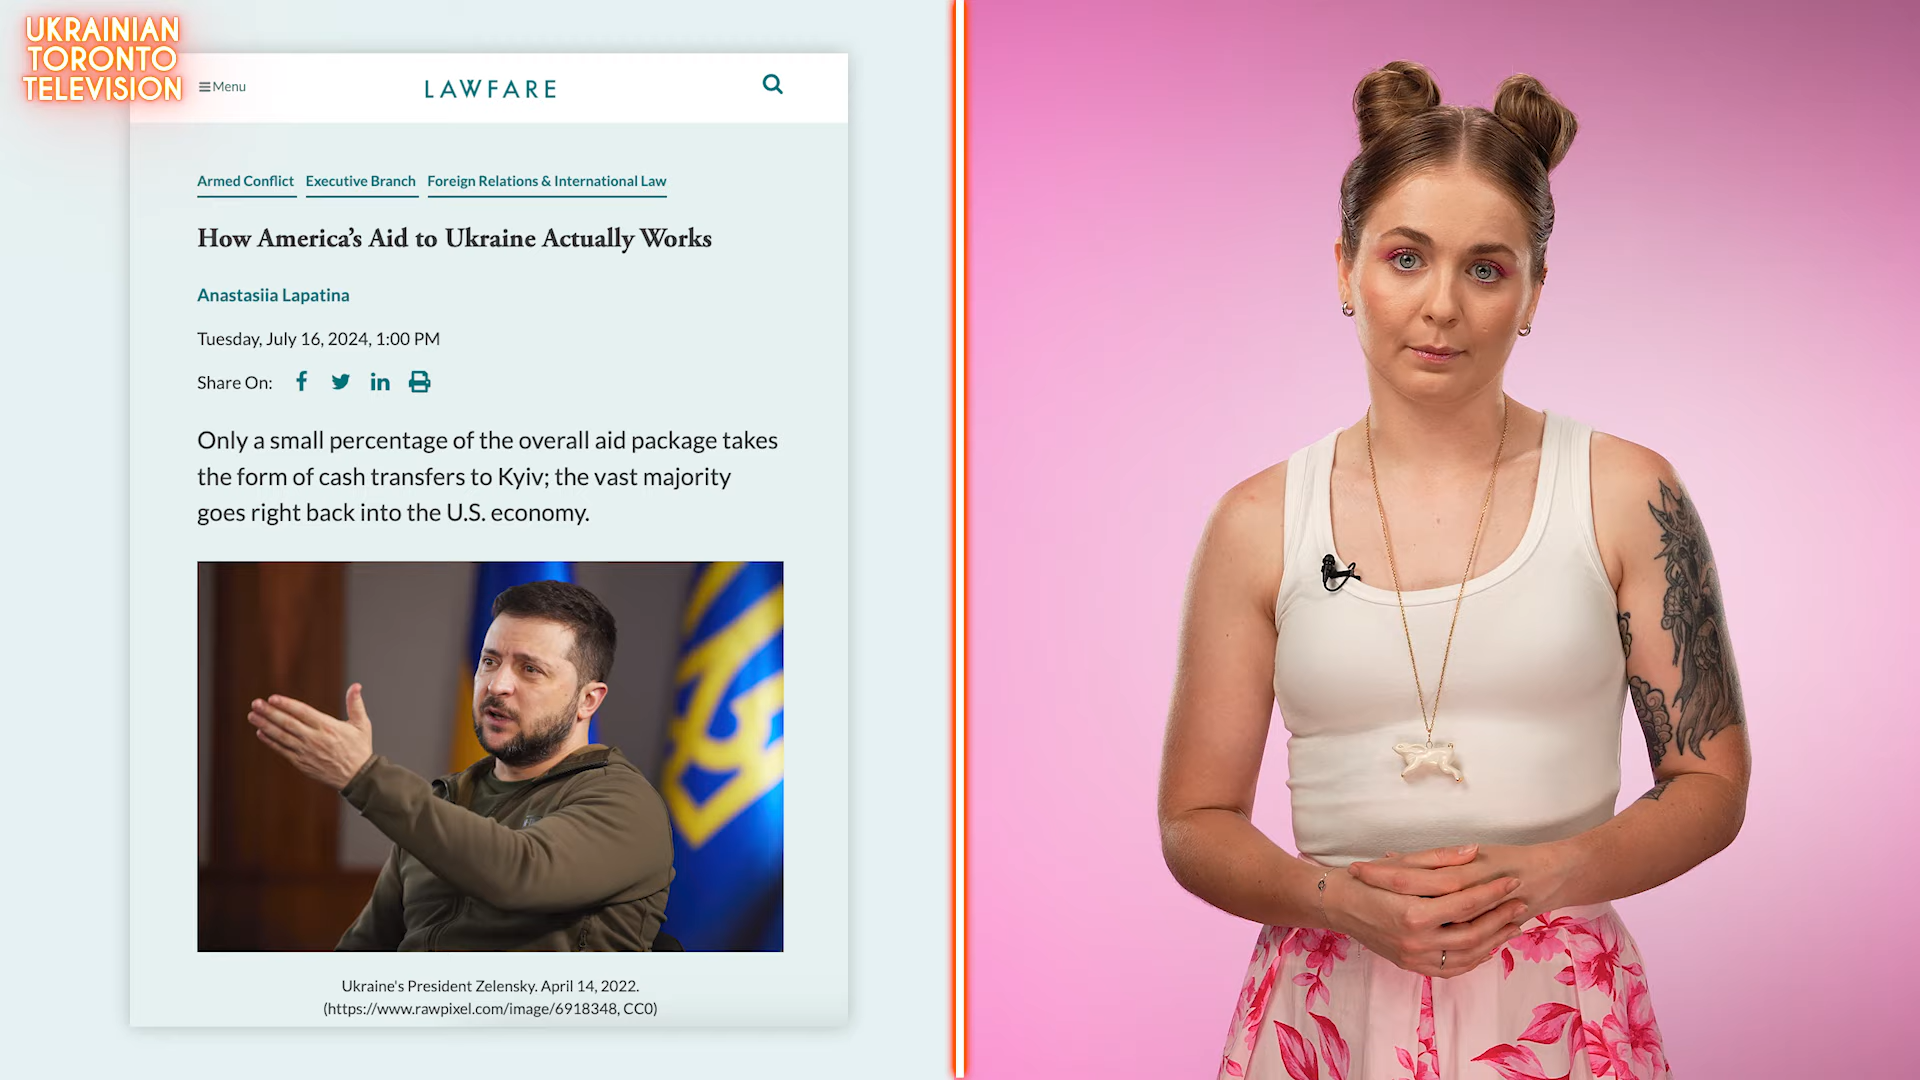 UKRAINIAN
TORONTO
TELEVISION
Menu
LAWFARE
Armed Conflict Executive Branch Foreign Relations & International Law
How America's Aid to Ukraine Actually Works
Anastasiia Lapatina
Tuesday, July 16, 2024, 1:00 PM
Share On:
Only a small percentage of the overall aid package takes
the form of cash transfers to Kyiv; the vast majority
goes right back into the U.S. economy.
Ukraine's President Zelensky. April 14, 2022.
(https://www.rawpixel.com/image/6918348, CC0)